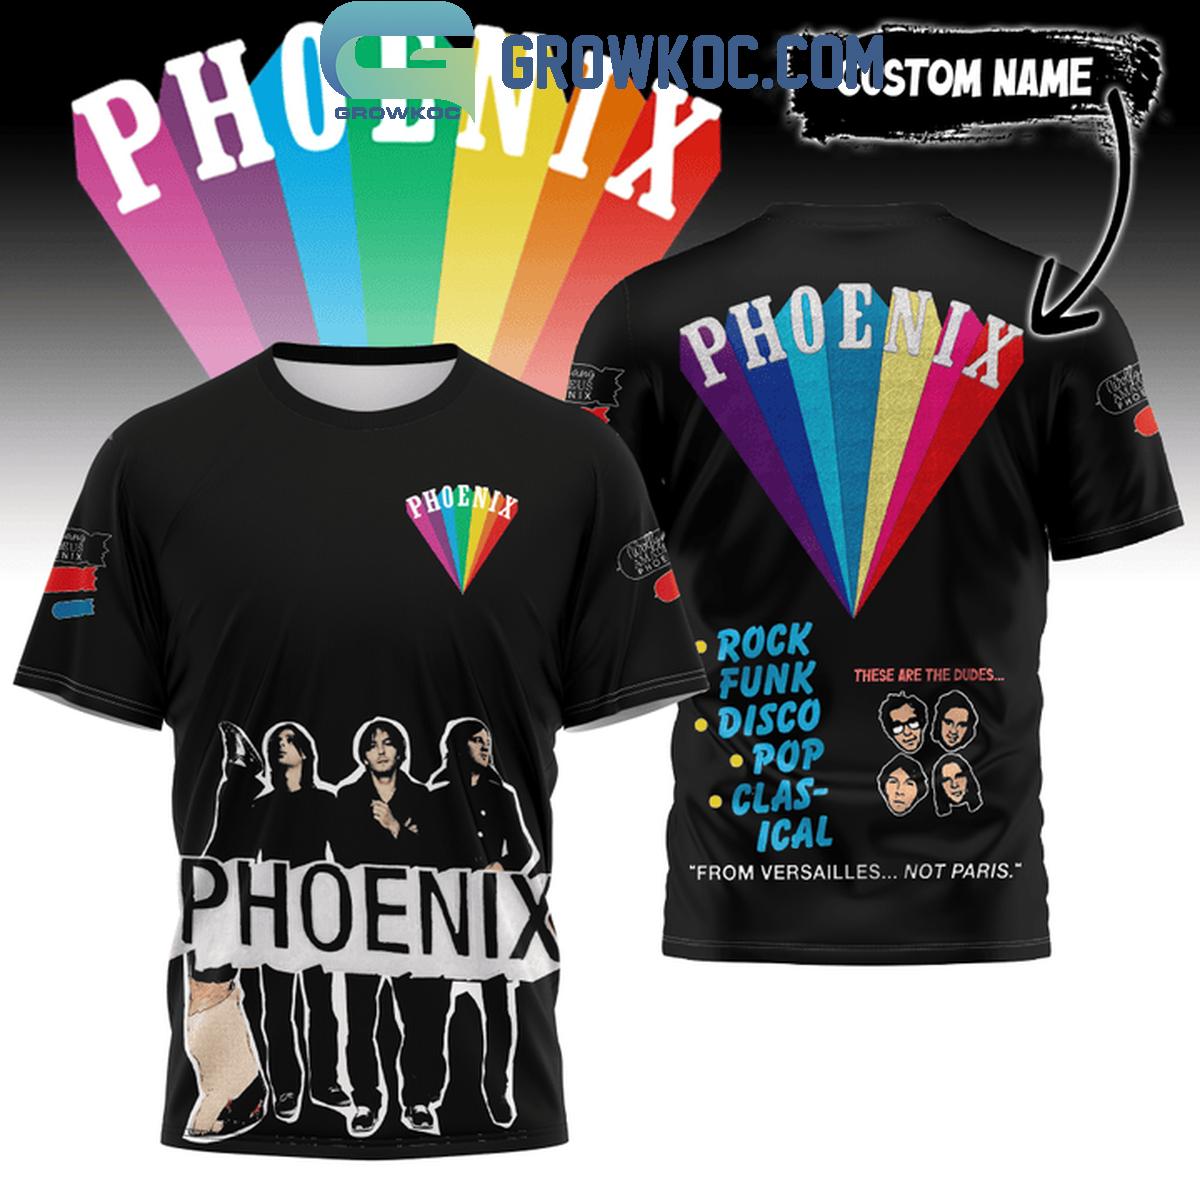 PHOENIX
GROWKOC
GROWKOC.COM
CUSTOM NAME
PHOENIX
PHOENIX
PHOENIX
ROCK
FUNK
DISCO
POP
CLAS-
ICAL
THESE ARE THE DUDES...
"FROM VERSAILLES... NOT PARIS."